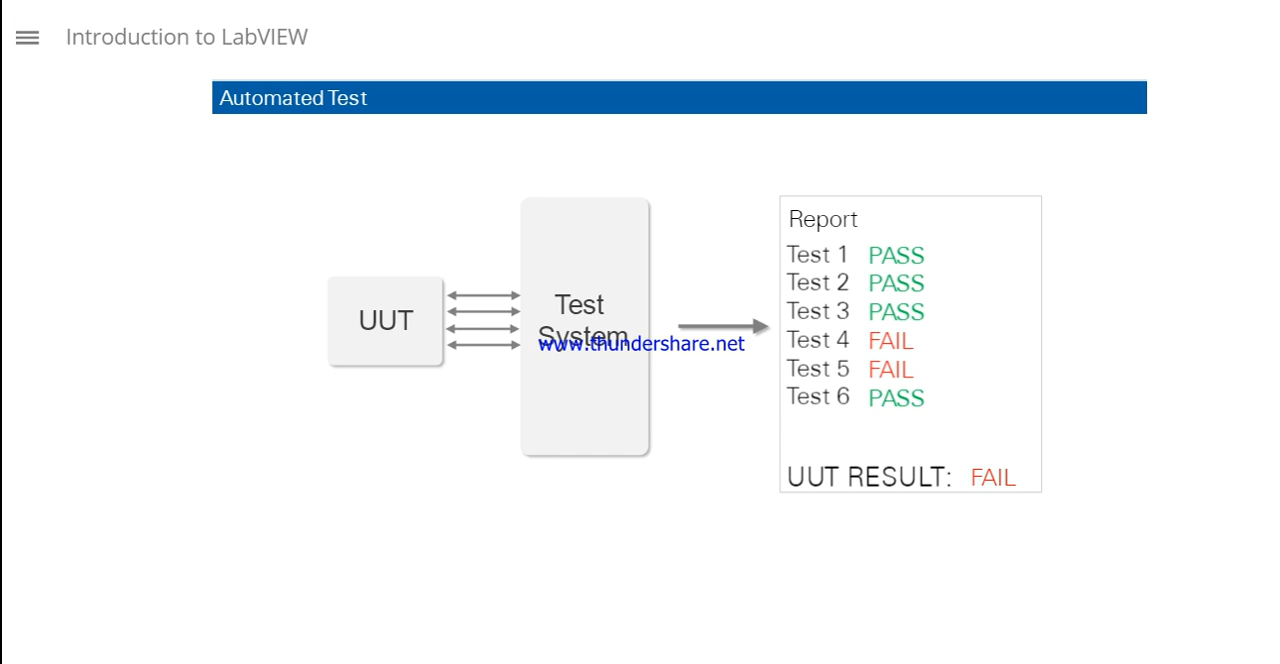 Introduction to LabVIEW
Automated Test
UUT
Test
System
www.thundershare.net
Report
Test 1 PASS
Test 2 PASS
Test 3 PASS
Test 4 FAIL
Test 5 FAIL
Test 6 PASS
UUT RESULT: FAIL